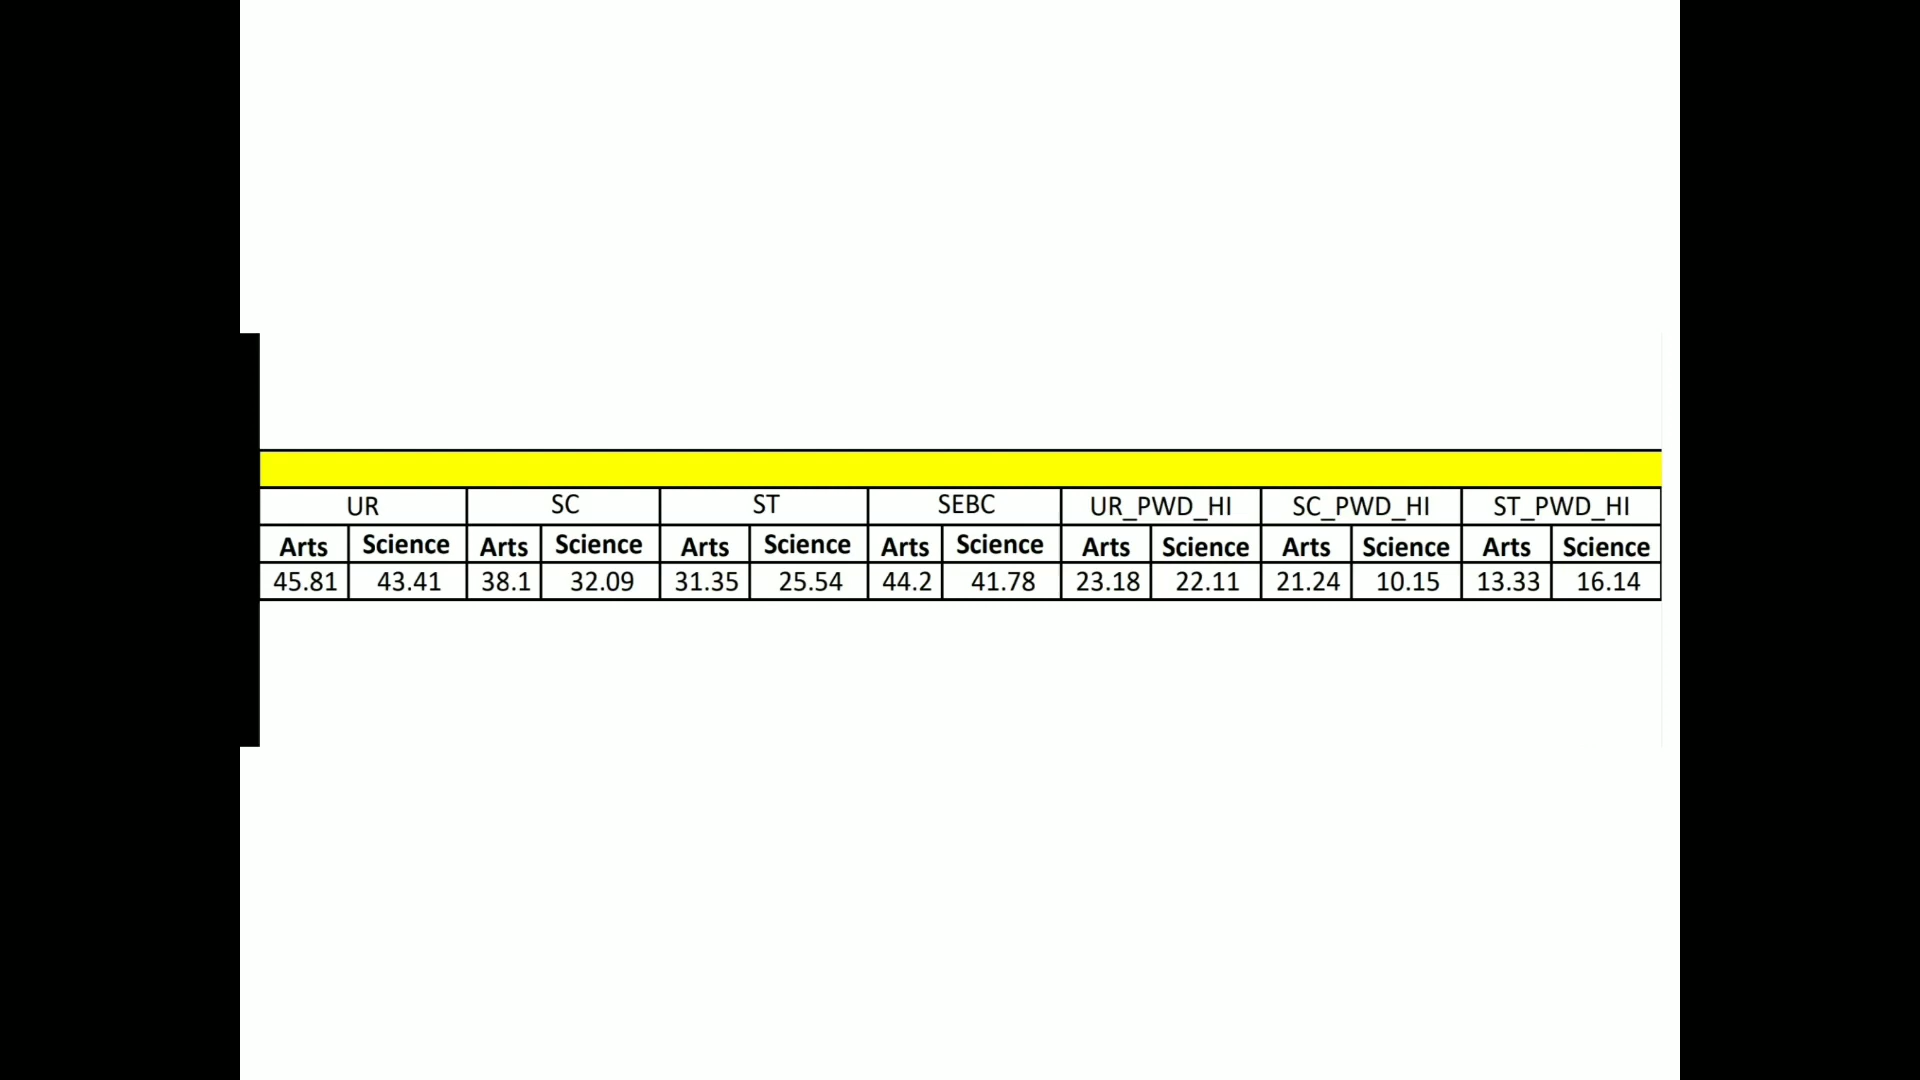 UR SC ST SEBC UR_PWD_HI SC_PWD_HI ST_PWD_HI
Arts Science Arts Science Arts Science Arts Science Arts Science Arts Science Arts Science
45.81 43.41 38.1 32.09 31.35 25.54 44.2 41.78 23.18 22.11 21.24 10.15 13.33 16.14